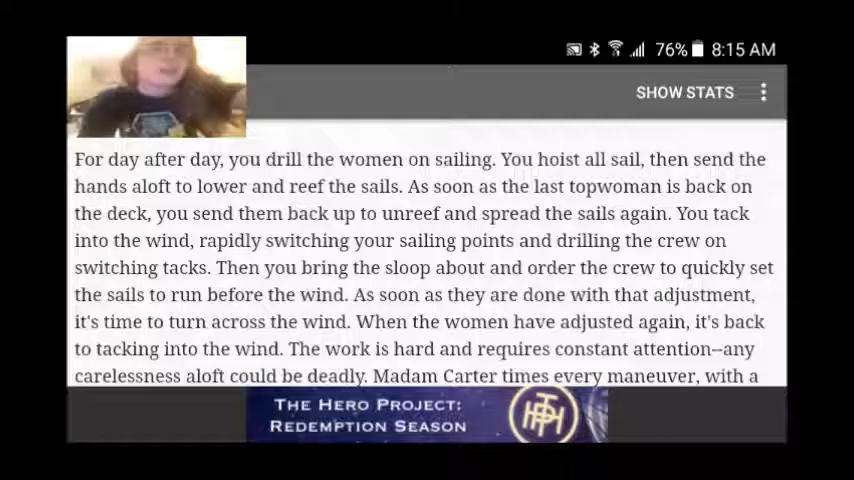 76% 8:15 AM
SHOW STATS
For day after day, you drill the women on sailing. You hoist all sail, then send the
hands aloft to lower and reef the sails. As soon as the last topwoman is back on
the deck, you send them back up to unreef and spread the sails again. You tack
into the wind, rapidly switching your sailing points and drilling the crew on
switching tacks. Then you bring the sloop about and order the crew to quickly set
the sails to run before the wind. As soon as they are done with that adjustment,
it's time to turn across the wind. When the women have adjusted again, it's back
to tacking into the wind. The work is hard and requires constant attention--any
carelessness aloft could be deadly. Madam Carter times every maneuver, with a
THE HERO PROJECT:
REDEMPTION SEASON